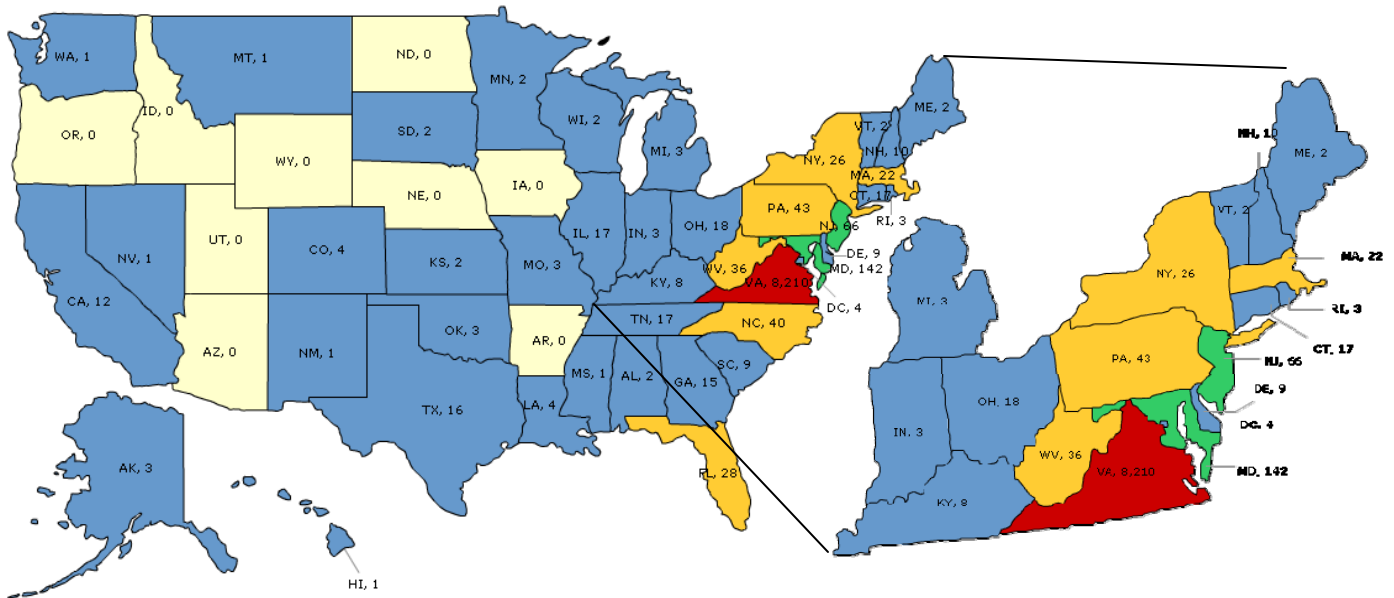 WA, 1
MT, 1
ND, 0
MN, 2
ID, 0
OR, 0
SD, 2
WI, 2
MI, 3
WY, 0
NE, 0
IA, 0
NV, 1
UT, 0
CO, 4
KS, 2
MO, 3
IL, 17
IN, 3
OH, 18
CA, 12
AZ, 0
NM, 1
OK, 3
AR, 0
TX, 16
LA, 4
MS, 1
AL, 2
GA, 15
SC, 9
TN, 17
KY, 8
NC, 40
FL, 28
VA, 8,210
WV, 36
PA, 43
NY, 26
NJ, 66
VT, 2
NH, 10
ME, 2
MA, 22
CT, 17
RI, 3
DE, 9
MD, 142
DC, 4
AK, 3
HI, 1
NH, 10
ME, 2
VT, 2
MA, 22
NY, 26
RI, 3
CT, 17
MI, 3
PA, 43
NJ, 66
DE, 9
OH, 18
DC, 4
IN, 3
WV, 36
VA, 8,210
MD, 142
KY, 8